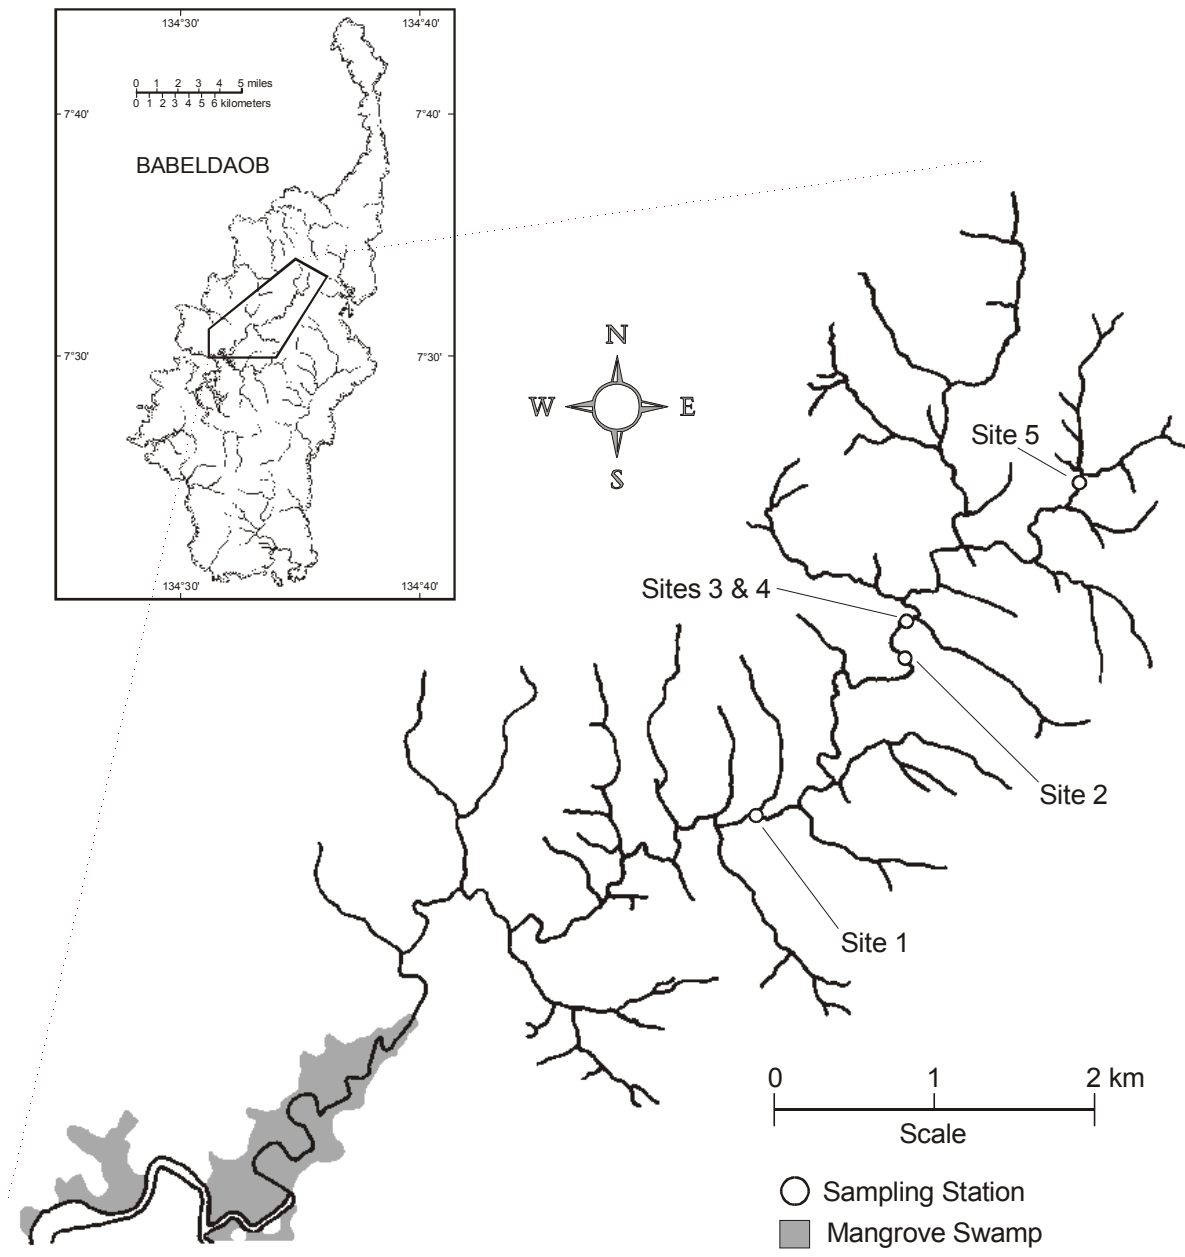 134°30' 134°40'
0 1 2 3 4 5 miles
0 1 2 3 4 5 6 kilometers
7°40' 7°40'
BABELDAOB
7°30' 7°30'
134°30' 134°40'
N
W E
S
Site 5
Sites 3 & 4
Site 2
Site 1
0 1 2 km
Scale
Sampling Station
Mangrove Swamp